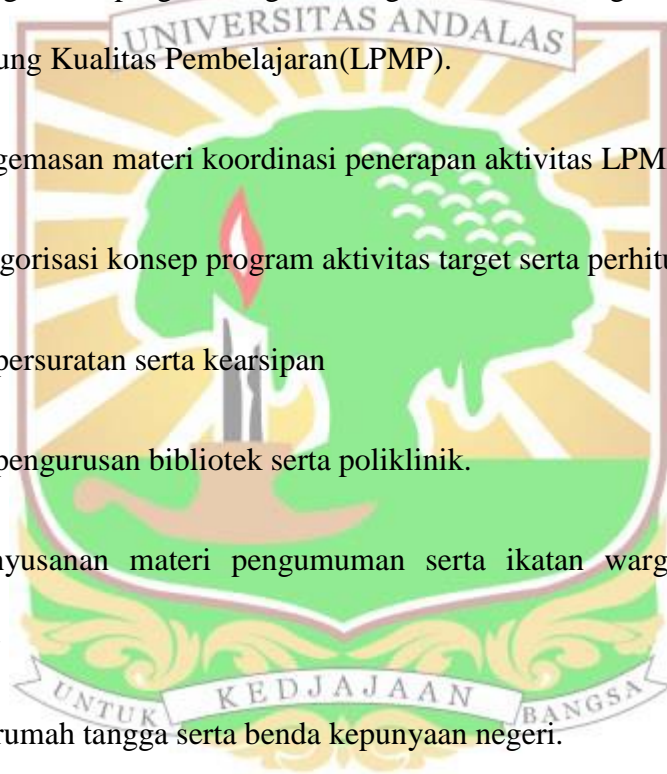 UNIVERSITAS ANDALAS
ung Kualitas Pembelajaran(LPMP).
gemasan materi koordinasi penerapan aktivitas LPM
gorisasi konsep program aktivitas target serta perhitu
persuratan serta kearsipan
pengurusan bibliotek serta poliklinik.
nyusanan materi pengumuman serta ikatan warg
UNTUK KEDJAJAAN BANGSA
rumah tangga serta benda kepunyaan negeri.